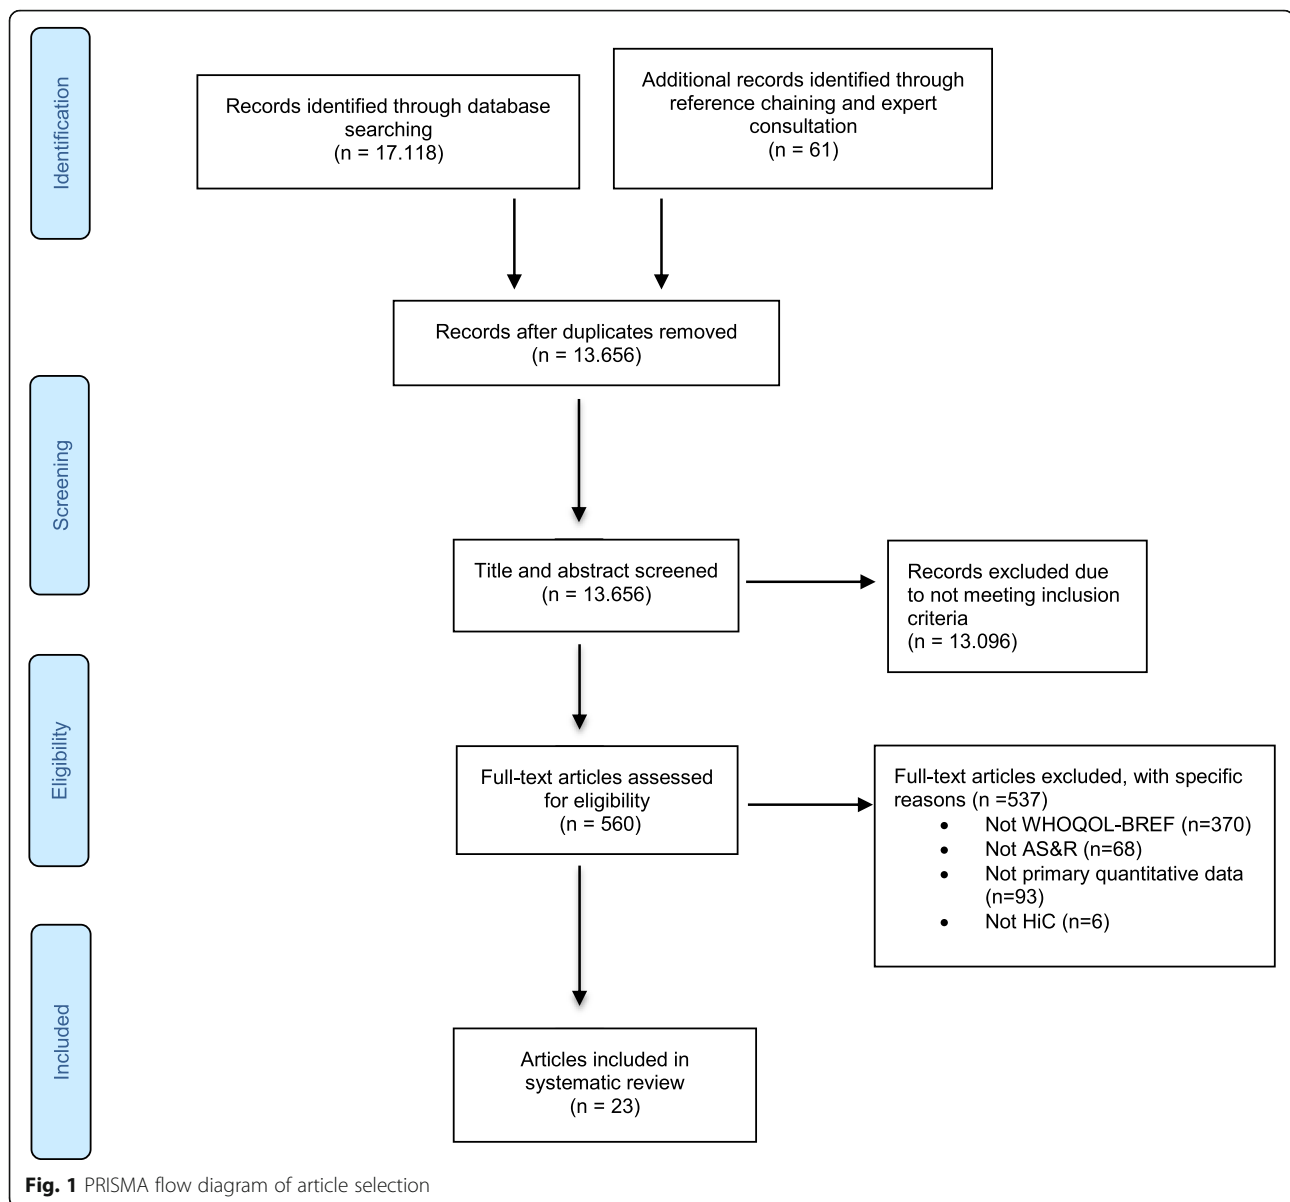 Identification
Records identified through database
searching
(n = 17.118)
Additional records identified through
reference chaining and expert
consultation
(n = 61)
Records after duplicates removed
(n = 13.656)
Screening
Title and abstract screened
(n = 13.656)
Records excluded due
to not meeting inclusion
criteria
(n = 13.096)
Eligibility
Full-text articles assessed
for eligibility
(n = 560)
Full-text articles excluded, with specific
reasons (n =537)
• Not WHOQOL-BREF (n=370)
• Not AS&R (n=68)
• Not primary quantitative data
(n=93)
• Not HiC (n=6)
Included
Articles included in
systematic review
(n = 23)
Fig. 1 PRISMA flow diagram of article selection